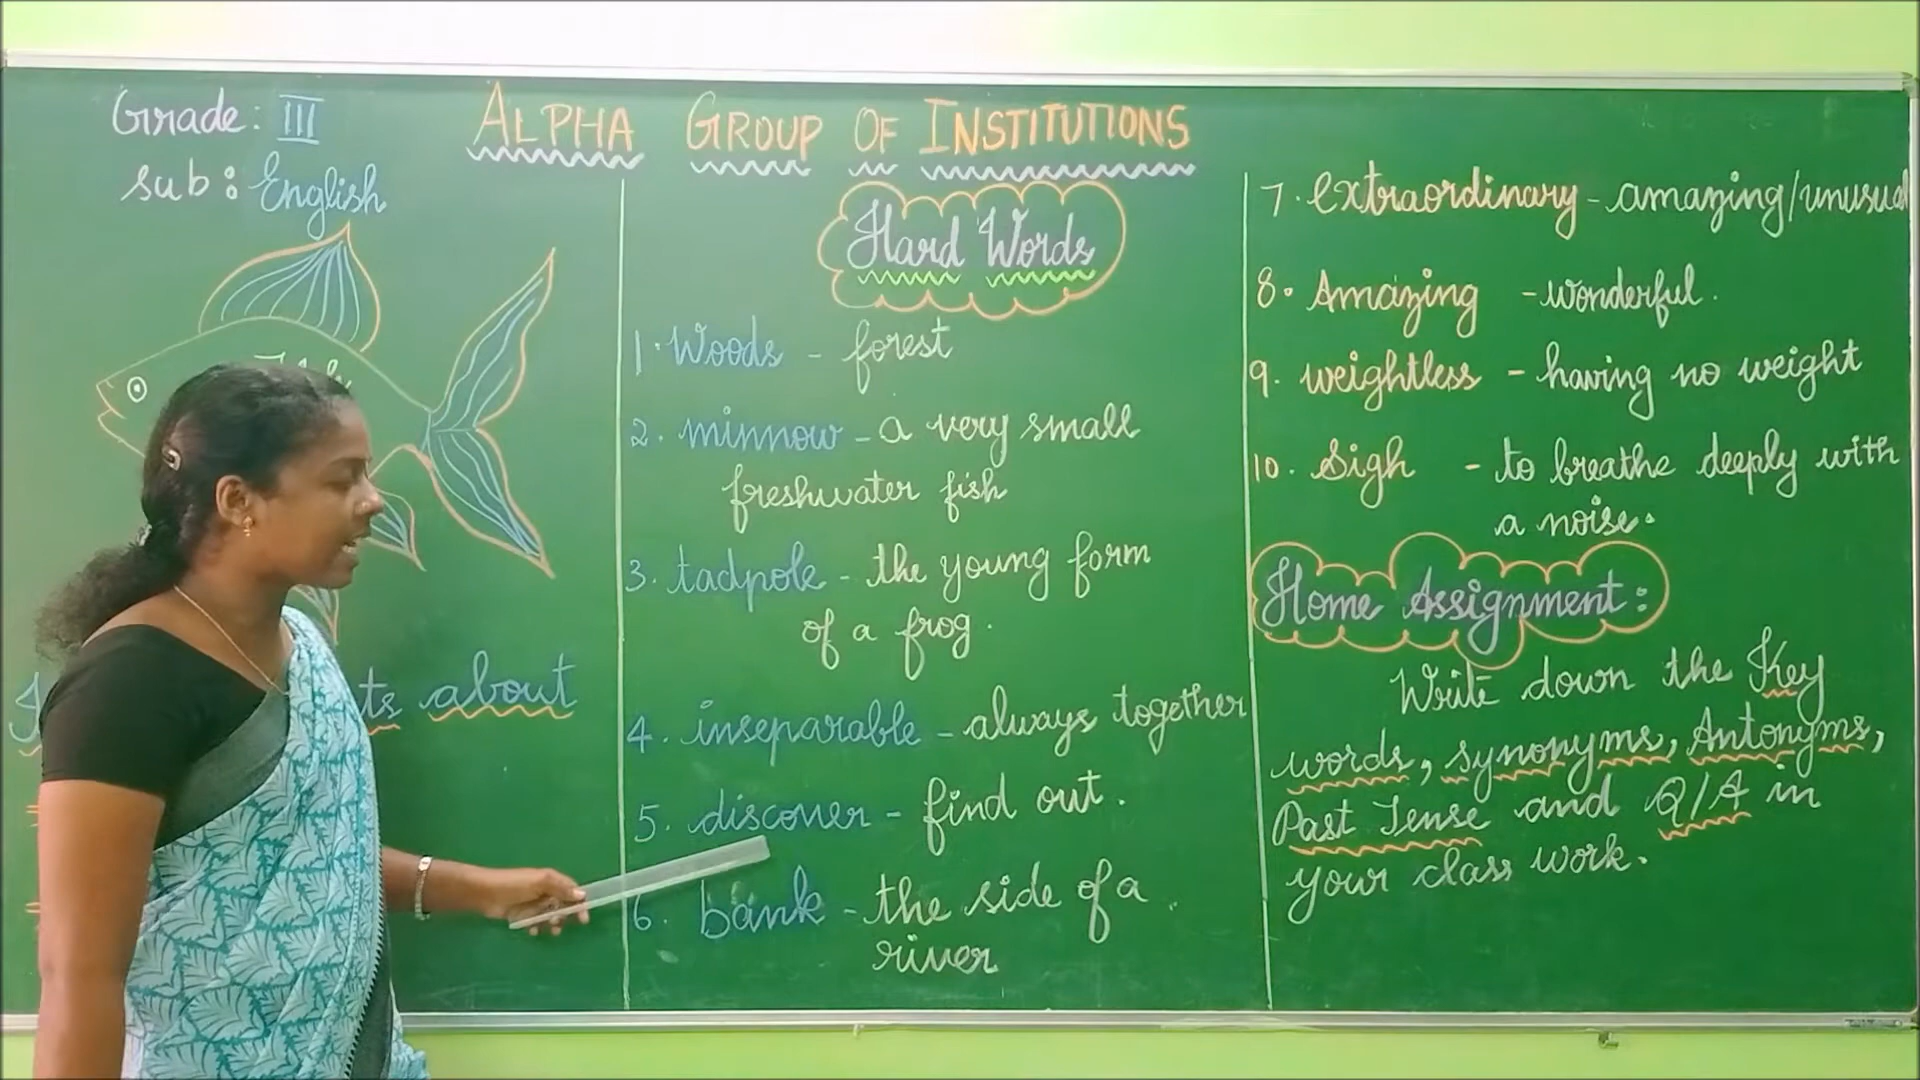 Grade: III
Sub: English
ALPHA GROUP OF INSTITUTIONS
ts about
Hard Words
1. Woods - forest
2. minnow - a very small
freshwater fish
3. tadpole - the young form
of a frog.
4. inseparable - always together
5. discover - find out.
6. bank - the side of a
river
7. extraordinary - amazing/unusual
8. Amazing - wonderful.
9. weightless - having no weight
10. Sigh - to breathe deeply with
a noise.
Home Assignment:
Write down the Key
words, synonyms, Antonyms,
Past Tense and Q/A in
your class work.